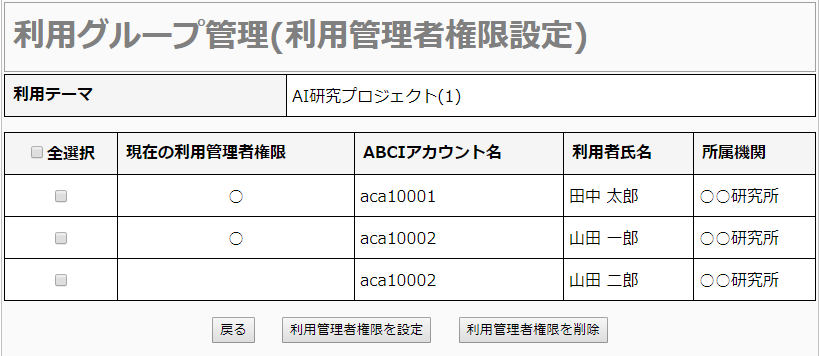 利用グループ管理(利用管理者権限設定)
利用テーマ AI研究プロジェクト(1)
全選択 現在の利用管理者権限 ABCIアカウント名 利用者氏名 所属機関
○ aca10001 田中 太郎 ○○研究所
○ aca10002 山田 一郎 ○○研究所
aca10002 山田 二郎 ○○研究所
戻る 利用管理者権限を設定 利用管理者権限を削除